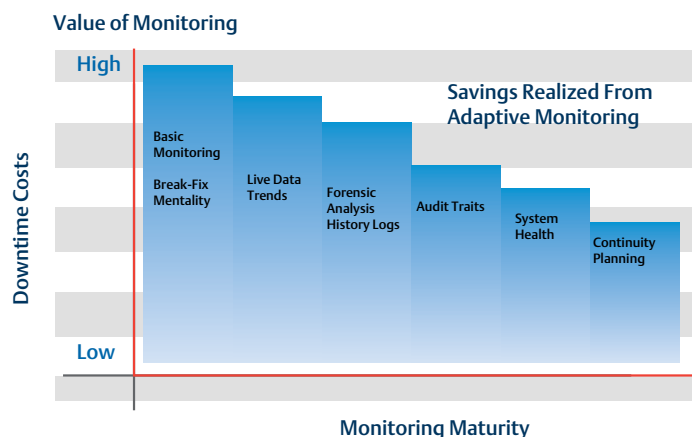 Value of Monitoring
High
Savings Realized From
Adaptive Monitoring
Basic
Monitoring
Break-Fix
Mentality
Live Data
Trends
Forensic
Analysis
History Logs
Audit Traits
System
Health
Continuity
Planning
Downtime Costs
Low
Monitoring Maturity